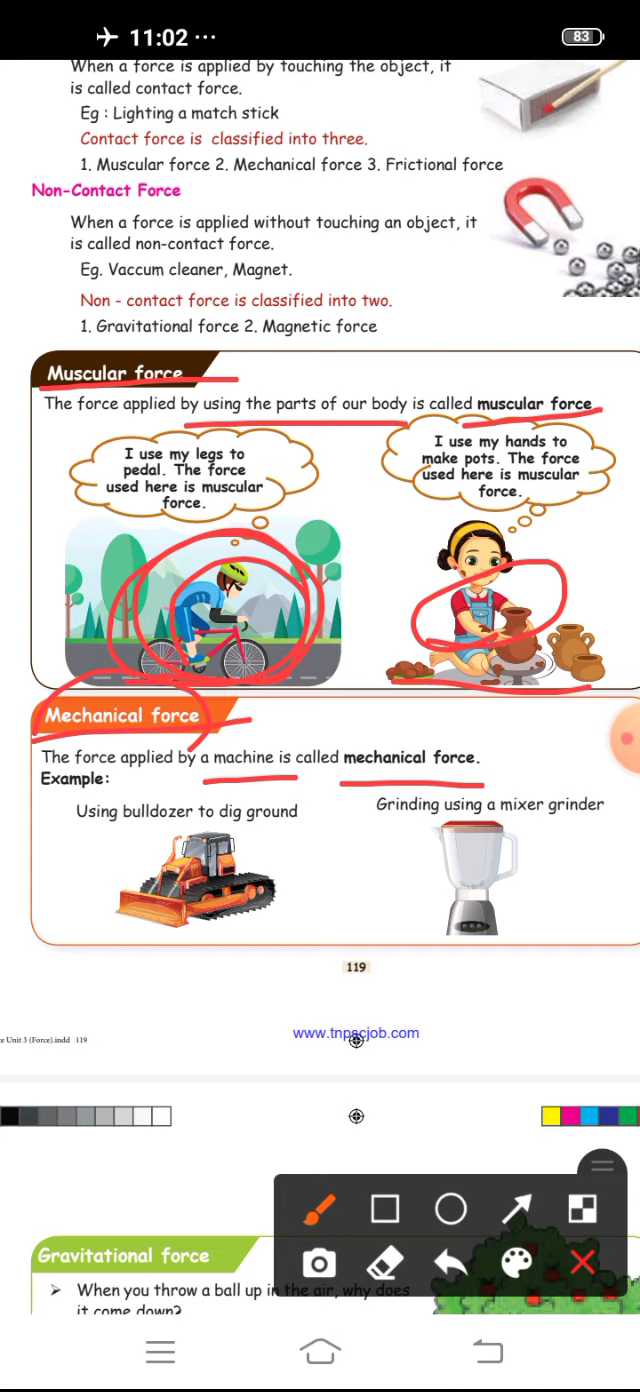 11:02 ...
83
When a force is applied by touching the object, it
is called contact force.
Eg : Lighting a match stick
Contact force is classified into three.
1. Muscular force 2. Mechanical force 3. Frictional force
Non-Contact Force
When a force is applied without touching an object, it
is called non-contact force.
Eg. Vaccum cleaner, Magnet.
Non - contact force is classified into two.
1. Gravitational force 2. Magnetic force
Muscular force
The force applied by using the parts of our body is called muscular force
I use my legs to
pedal. The force
used here is muscular
force.
I use my hands to
make pots. The force
used here is muscular
force.
Mechanical force
The force applied by a machine is called mechanical force.
Example:
Using bulldozer to dig ground
Grinding using a mixer grinder
119
www.tnpscjob.com
e Unit 3 (Force).indd 119
Gravitational force
➢ When you throw a ball up in the air, why does
it come down?